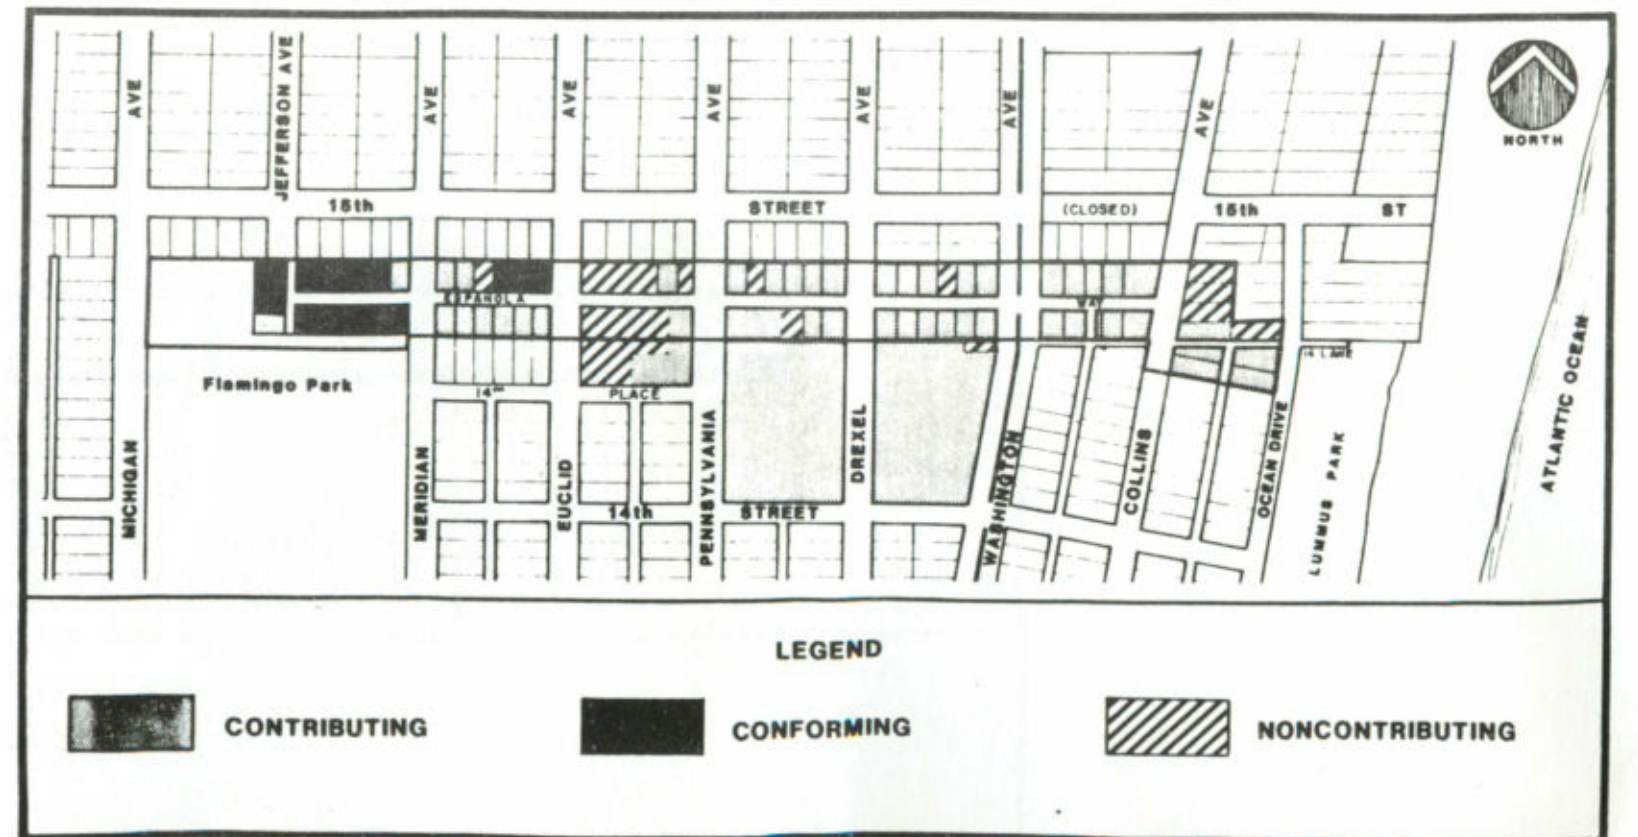 AVE
JEFFERSON AVE
AVE
AVE
AVE
AVE
AVE
AVE
NORTH
15th
STREET
(CLOSED)
15th
ST
ESPANOLA
WAY
14 LANE
Flamingo Park
14th
PLACE
MICHIGAN
MERIDIAN
EUCLID
14th
PENNSYLVANIA
STREET
DREXEL
WASHINGTON
COLLINS
OCEAN DRIVE
LUMMUS PARK
ATLANTIC OCEAN
LEGEND
CONTRIBUTING
CONFORMING
NONCONTRIBUTING